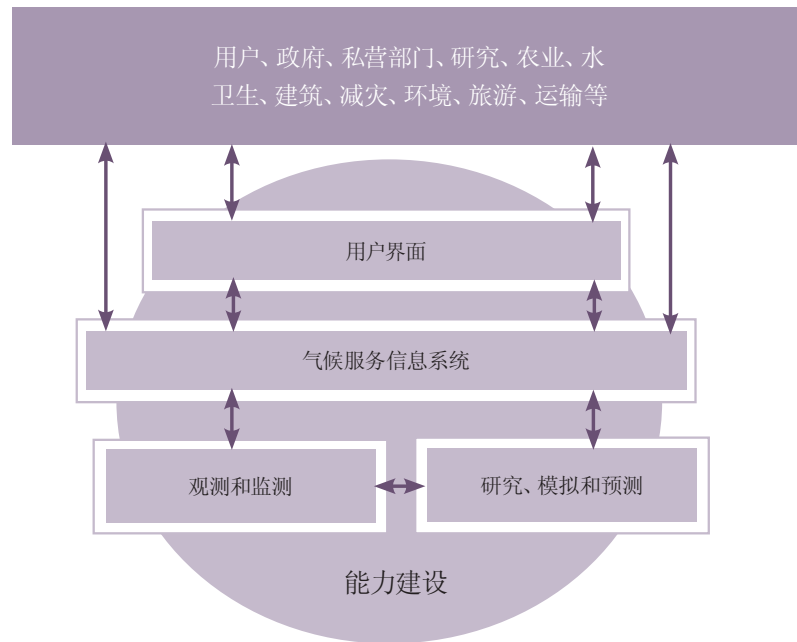 用户、政府、私营部门、研究、农业、水
卫生、建筑、减灾、环境、旅游、运输等
用户界面
气候服务信息系统
观测和监测
研究、模拟和预测
能力建设